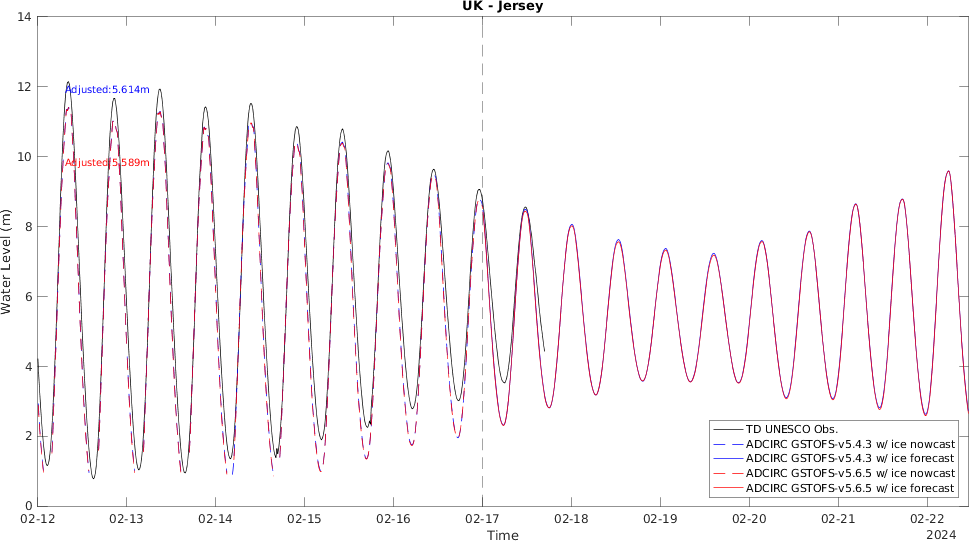 UK - Jersey
14
12
10
8
6
4
2
0
Water Level (m)
Adjusted:5.614m
Adjusted:5.589m
TD UNESCO Obs.
ADCIRC GSTOFS-v5.4.3 w/ ice nowcast
ADCIRC GSTOFS-v5.4.3 w/ ice forecast
ADCIRC GSTOFS-v5.6.5 w/ ice nowcast
ADCIRC GSTOFS-v5.6.5 w/ ice forecast
02-12 02-13 02-14 02-15 02-16 02-17 02-18 02-19 02-20 02-21 02-22
Time
2024